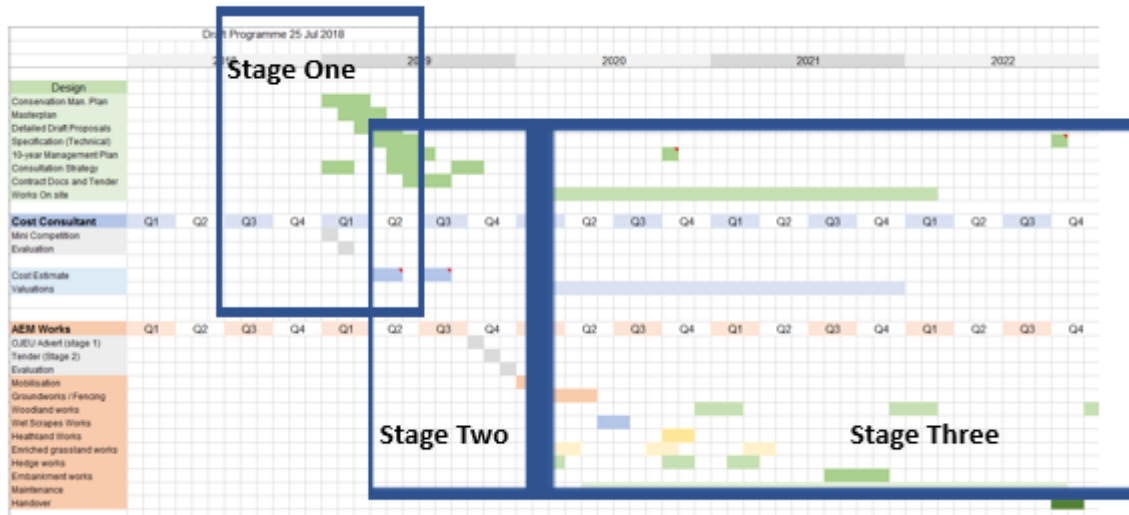 Draft Programme 25 Jul 2018
2019 2020 2021 2022
Stage One
Design
Conservation Man. Plan
Masterplan
Detailed Draft Proposals
Specification (Technical)
10-year Management Plan
Consultation Strategy
Contract Docs and Tender
Works On site
Cost Consultant Q1 Q2 Q3 Q4 Q1 Q2 Q3 Q4 Q2 Q3 Q4 Q1 Q2 Q3 Q4 Q1 Q2 Q3 Q4
Mini Competition
Evaluation
Cost Estimate
Valuations
AEM Works Q1 Q2 Q3 Q4 Q1 Q2 Q3 Q4 Q2 Q3 Q4 Q1 Q2 Q3 Q4 Q1 Q2 Q3 Q4
OJEU Advert (stage 1)
Tender (Stage 2)
Evaluation
Mobilisation
Groundworks / Fencing
Woodland works
Wet Scrapes Works
Heathland Works
Stage Two Stage Three
Enriched grassland works
Hedge works
Embankment works
Maintenance
Handover